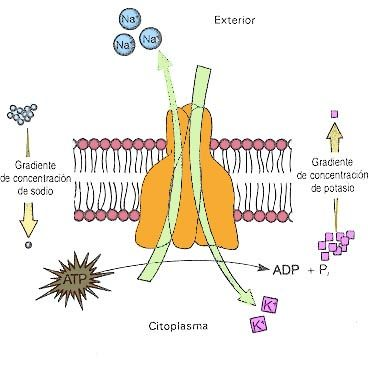 Na⁺
Exterior
Na⁺
Na⁺
Gradiente
de concentración
de sodio
Gradiente
de concentración
de potasio
ATP
ADP + Pᵢ
K⁺
Citoplasma
K⁺